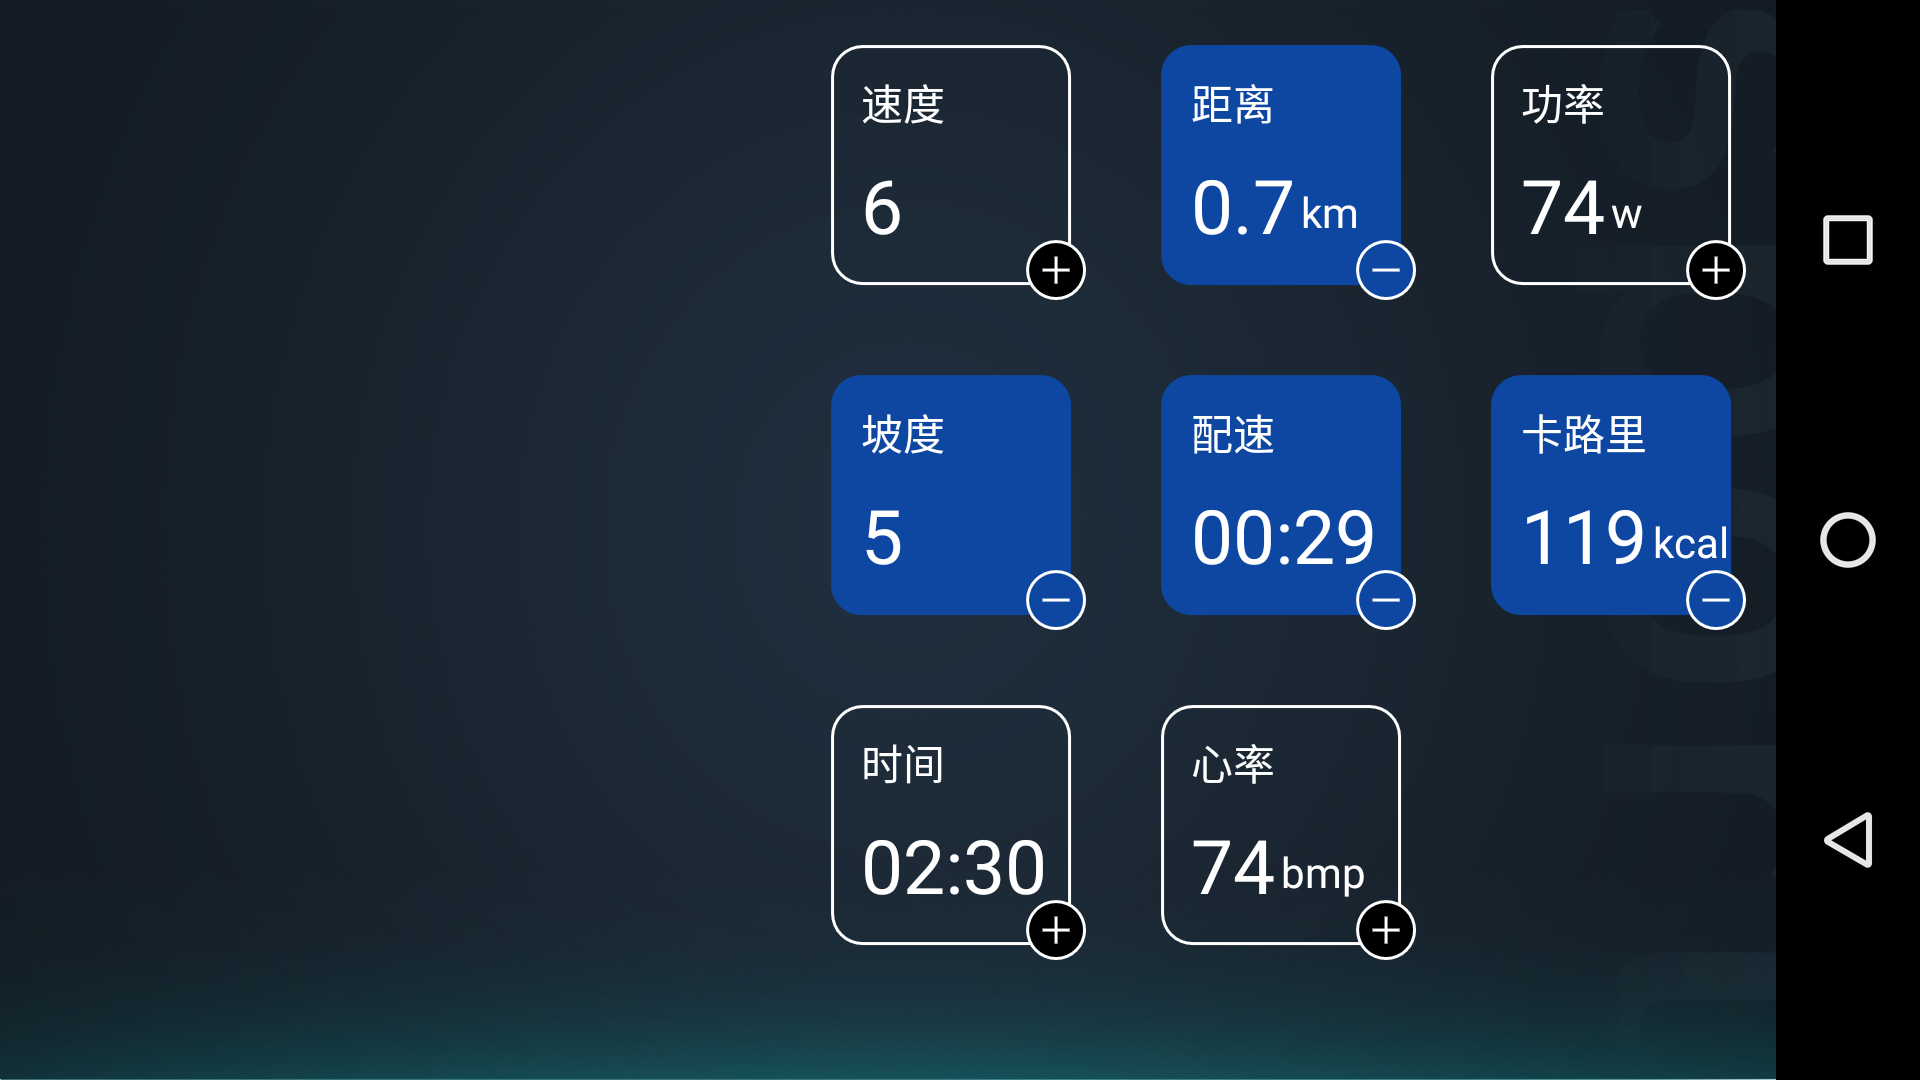 速度
6
距离
0.7 km
功率
74 w
坡度
5
配速
00:29
卡路里
119 kcal
时间
02:30
心率
74 bmp